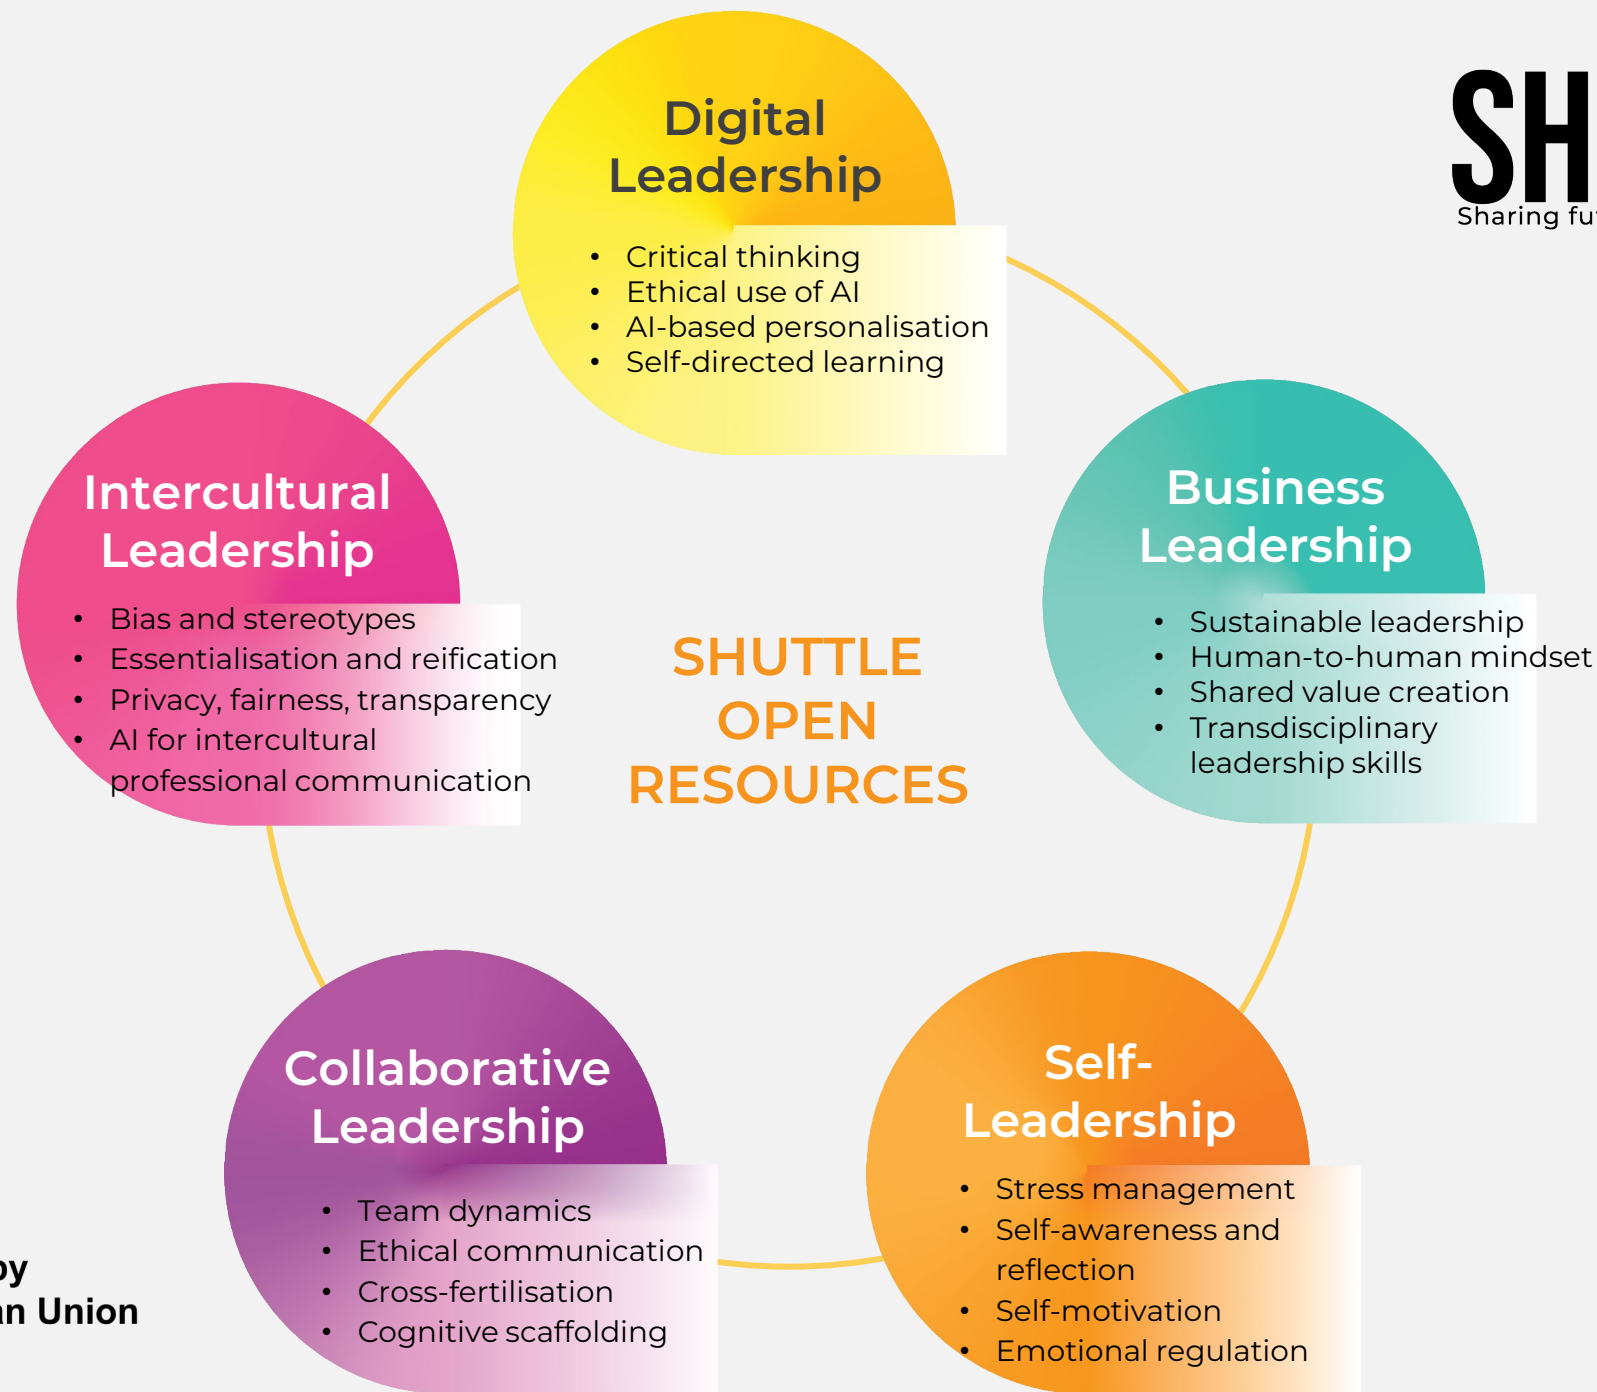 Digital
Leadership
• Critical thinking
• Ethical use of AI
• AI-based personalisation
• Self-directed learning
SH
Sharing fu
Intercultural
Leadership
• Bias and stereotypes
• Essentialisation and reification
• Privacy, fairness, transparency
• AI for intercultural
professional communication
SHUTTLE
OPEN
RESOURCES
Business
Leadership
• Sustainable leadership
• Human-to-human mindset
• Shared value creation
• Transdisciplinary
leadership skills
Collaborative
Leadership
• Team dynamics
• Ethical communication
• Cross-fertilisation
• Cognitive scaffolding
Self-
Leadership
• Stress management
• Self-awareness and
reflection
• Self-motivation
• Emotional regulation
by
an Union